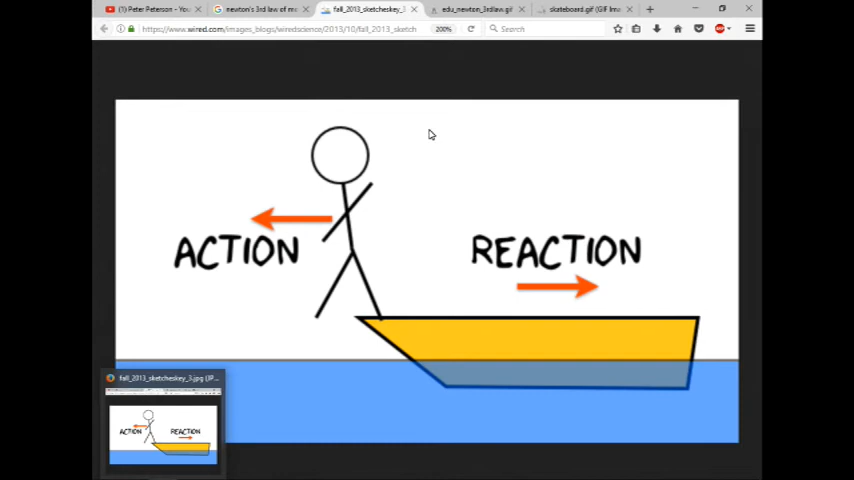 (1) Peter Peterson - You
newton's 3rd law of m
fall_2013_sketcheskey_
edu_newton_3rdlaw.gif
skateboard.gif (GIF Ima
https://www.wired.com/images_blogs/wiredscience/2013/10/fall_2013_sketch
200%
Search
ACTION
REACTION
fall_2013_sketcheskey_3.jpg (JP...
ACTION
REACTION